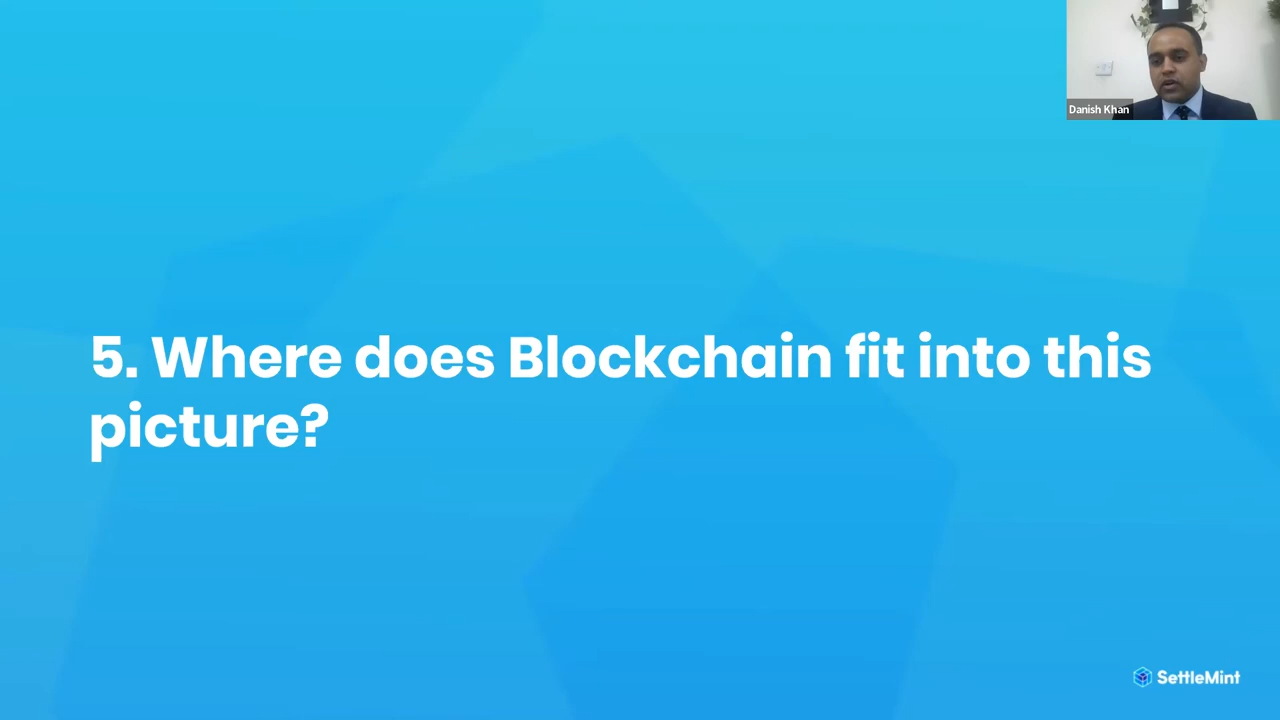 Danish Khan
5. Where does Blockchain fit into this
picture?
SettleMint